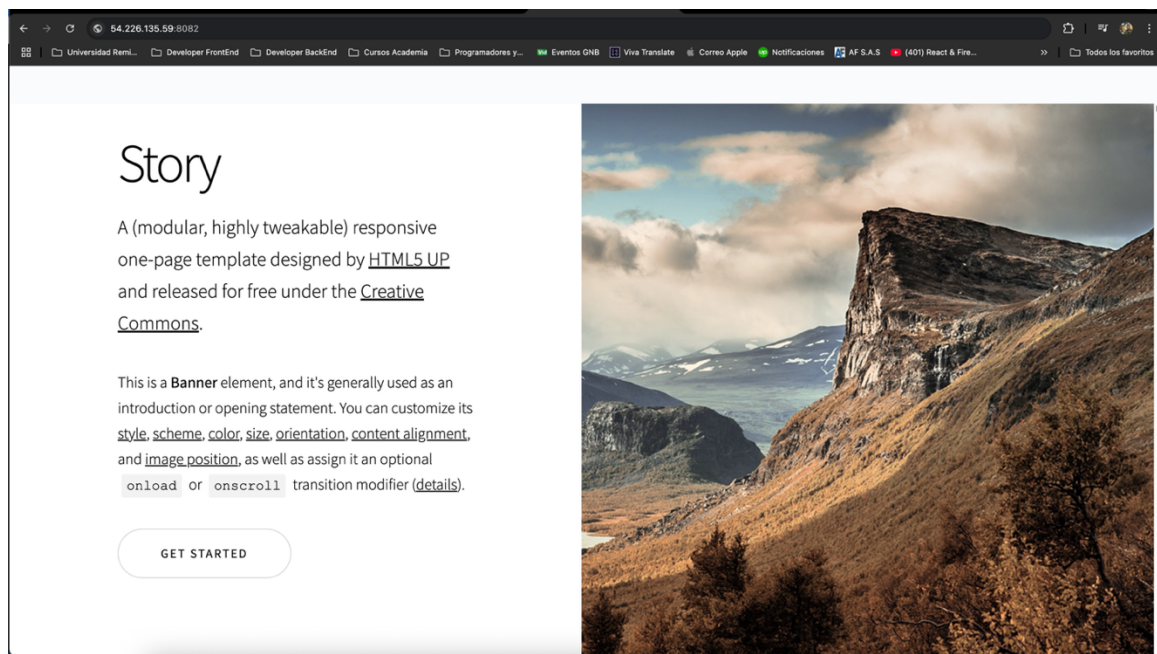 54.226.135.59:8082
Universidad Remi... Developer FrontEnd Developer BackEnd Cursos Academia Programadores y... Eventos GNB Viva Translate Correo Apple Notificaciones AF S.A.S (401) React & Fire... » Todos los favoritos
Story
A (modular, highly tweakable) responsive
one-page template designed by HTML5 UP
and released for free under the Creative
Commons.
This is a Banner element, and it's generally used as an
introduction or opening statement. You can customize its
style, scheme, color, size, orientation, content alignment,
and image position, as well as assign it an optional
onload or onscroll transition modifier (details).
GET STARTED